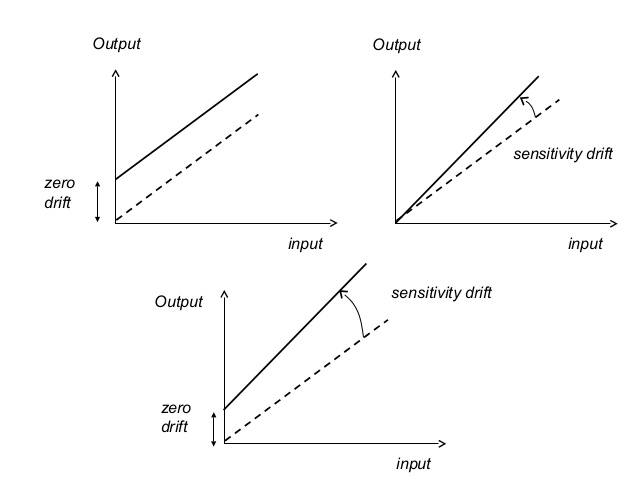 Output
zero
drift
input
Output
sensitivity drift
input
Output
sensitivity drift
zero
drift
input